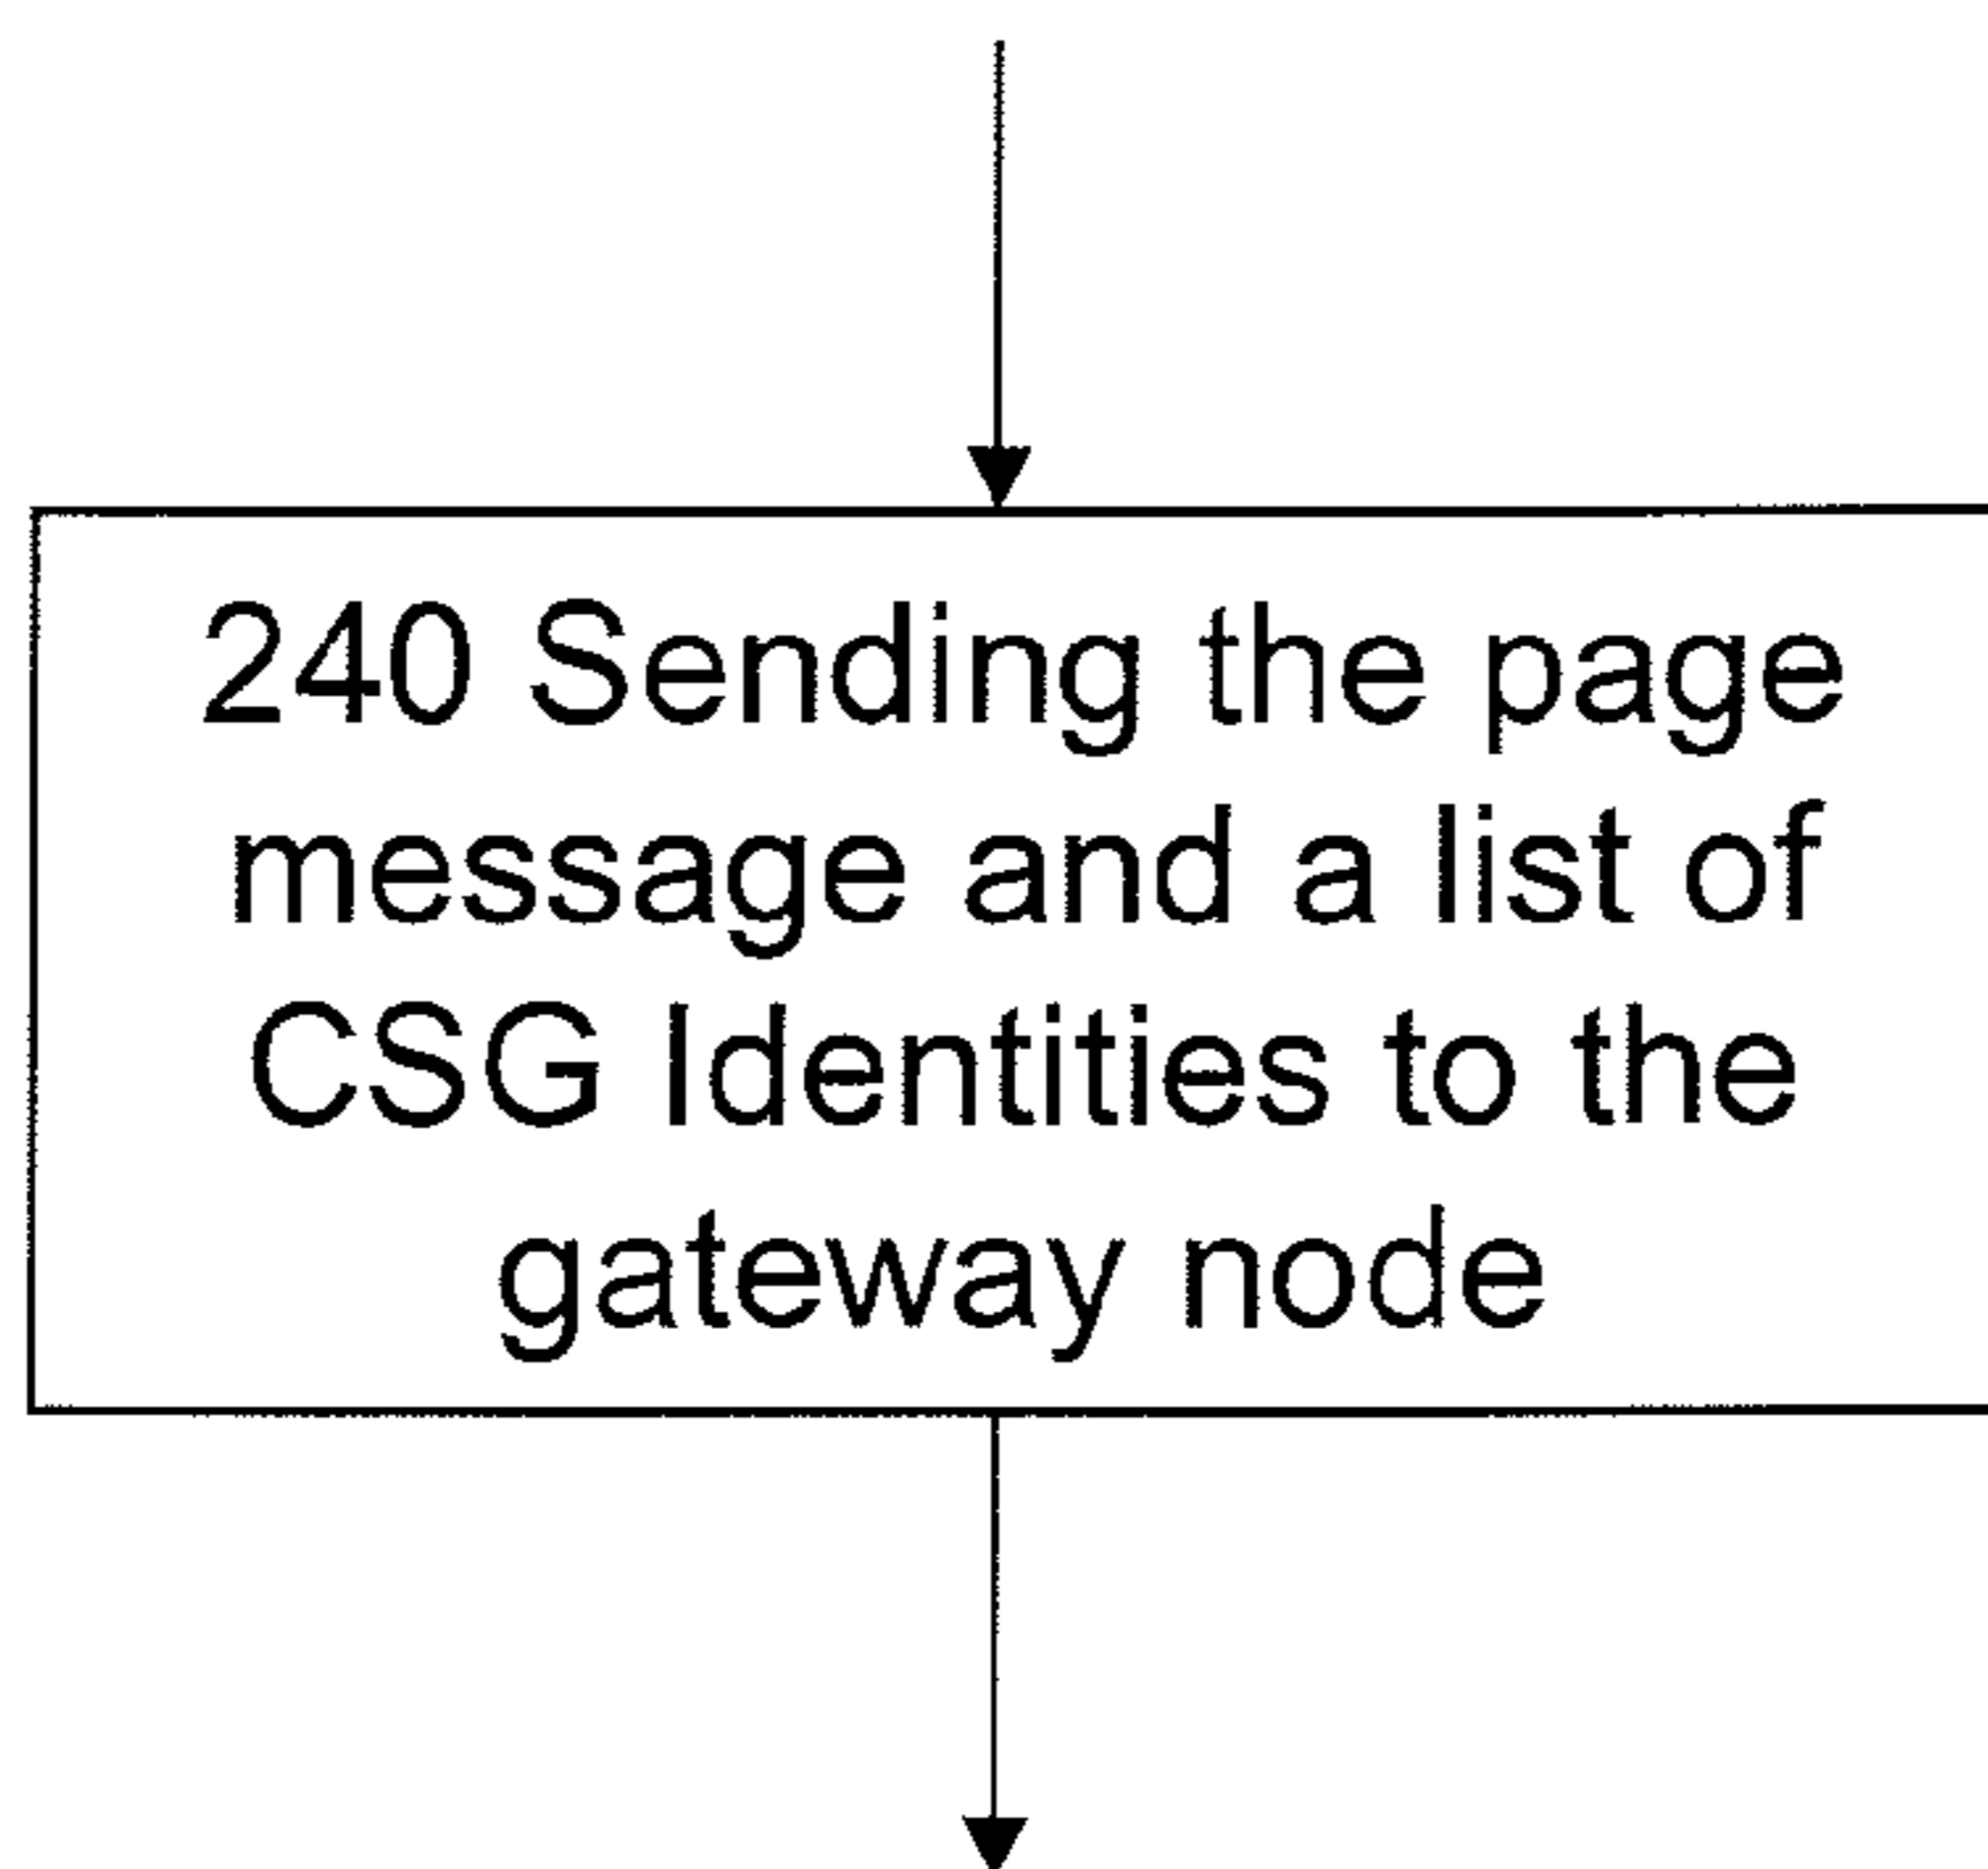 240 Sending the page
message and a list of
CSG Identities to the
gateway node